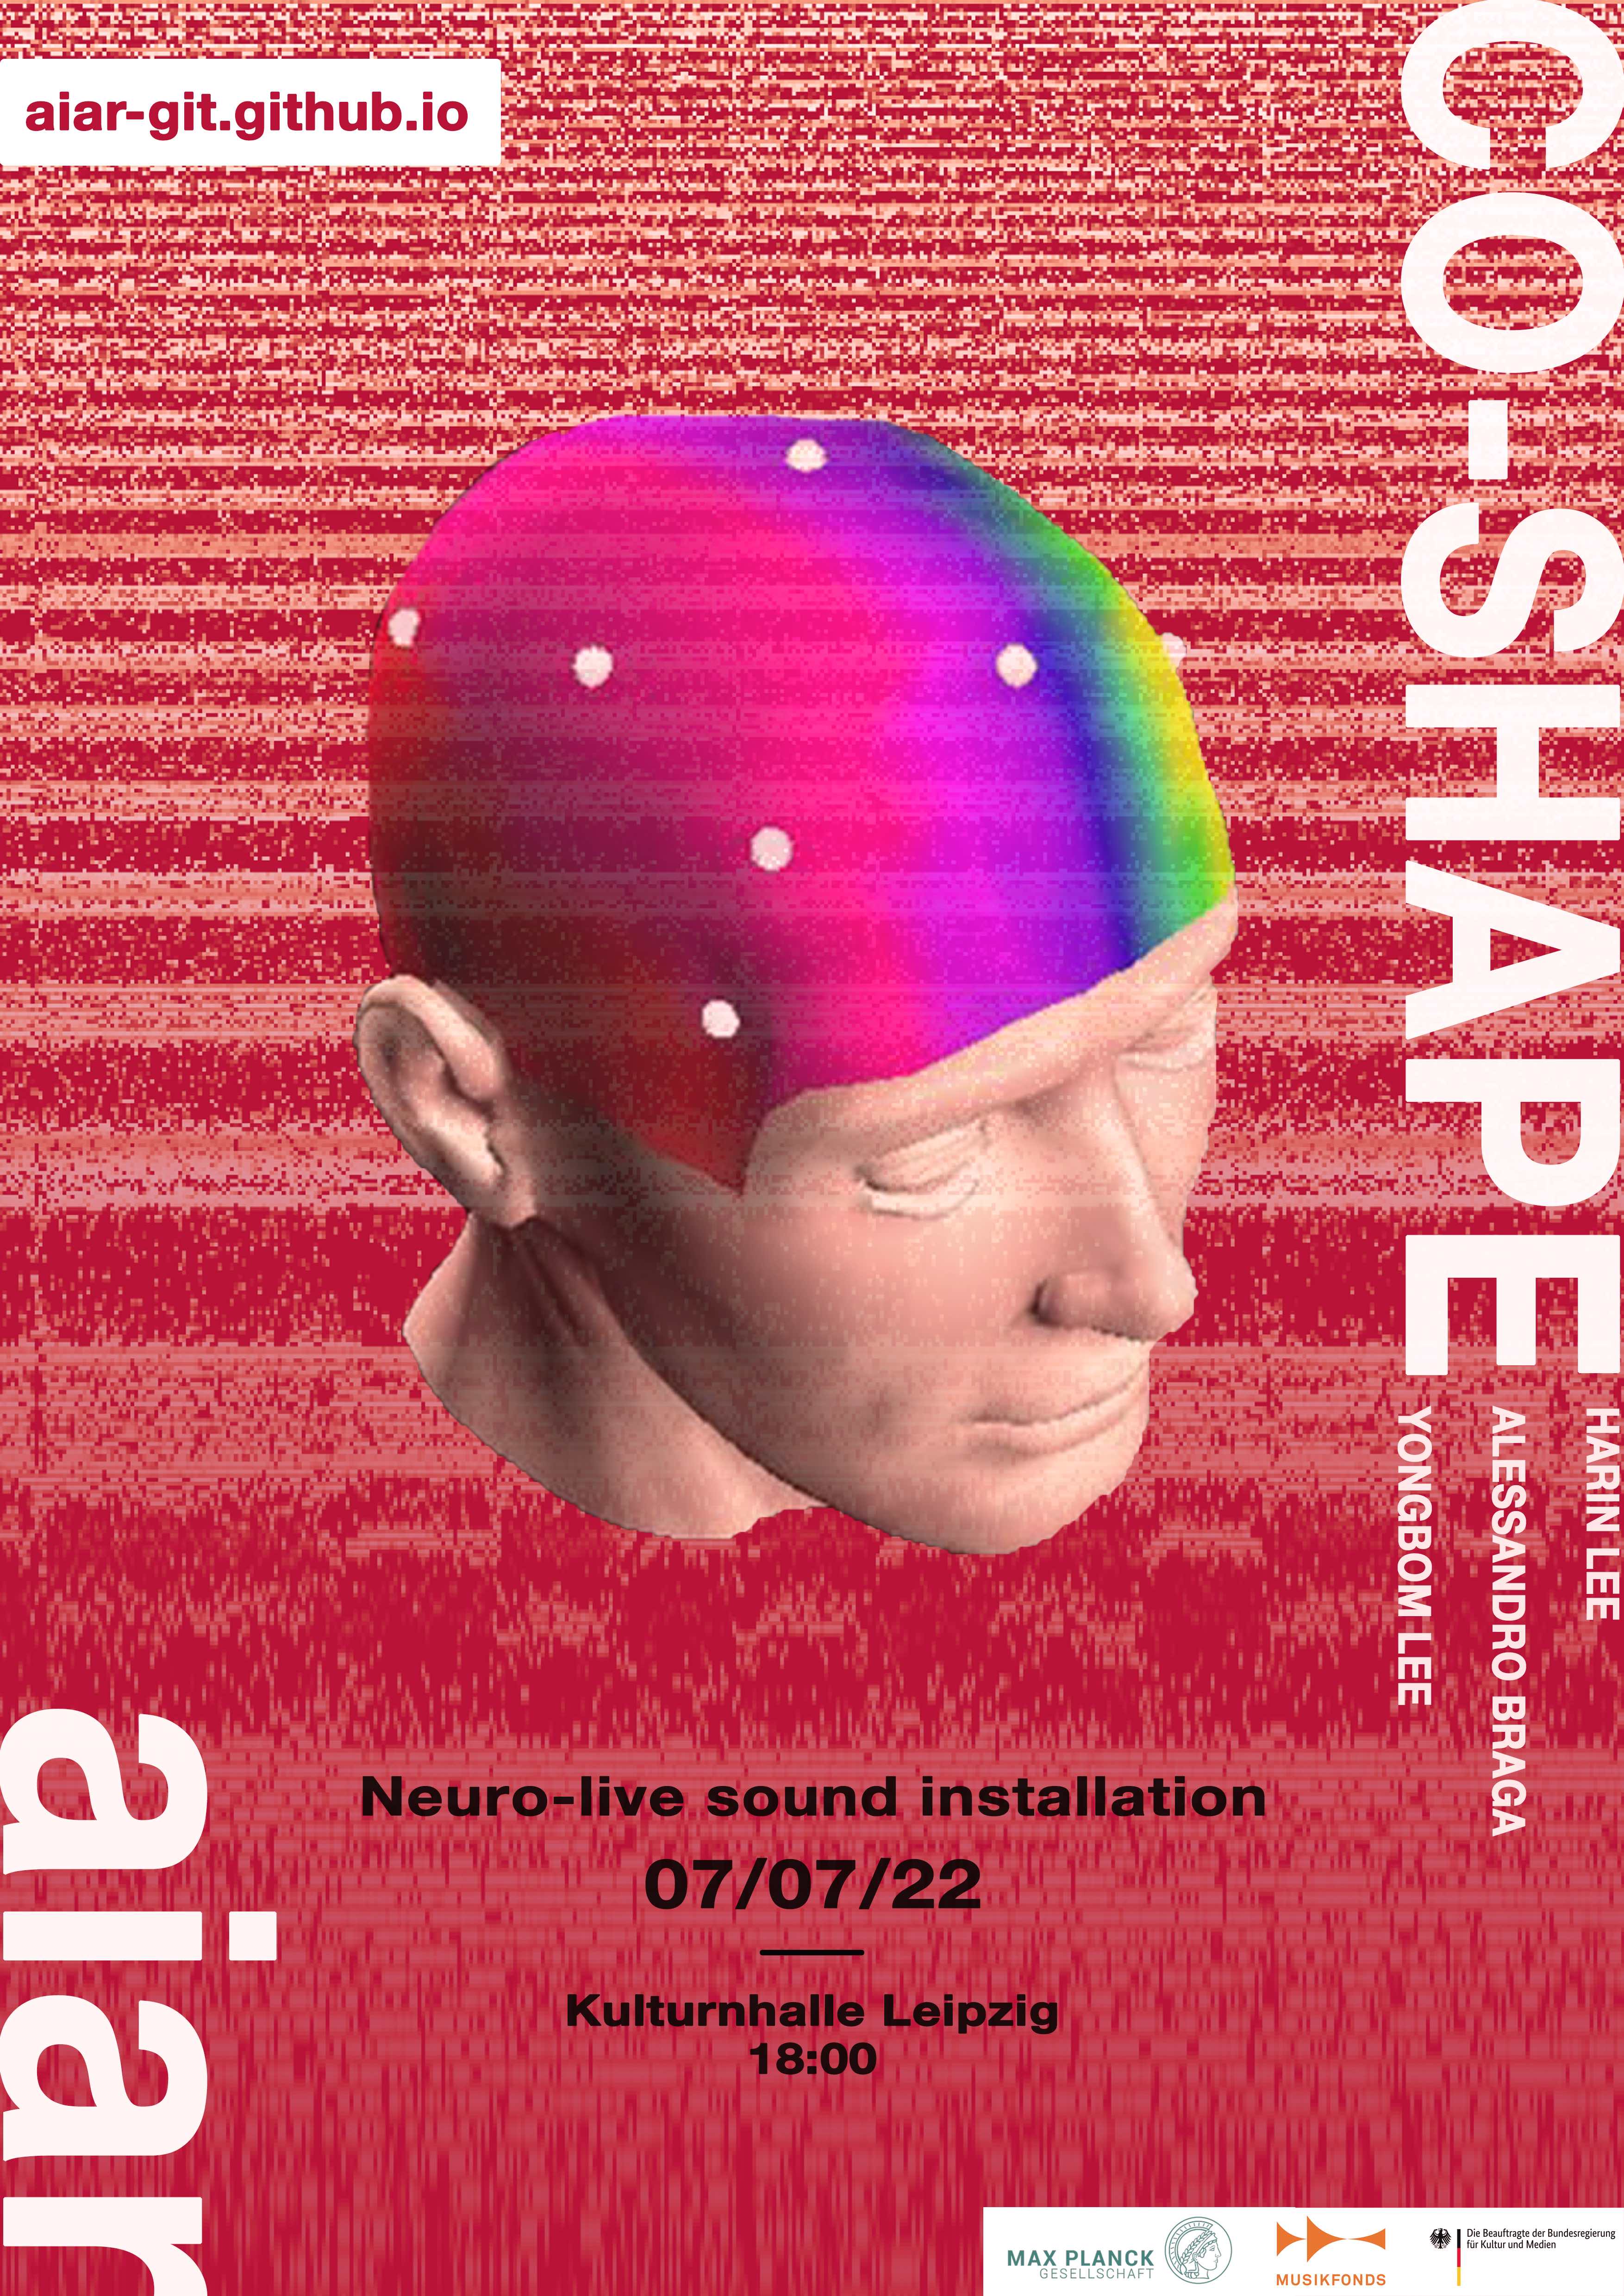 aiar-git.github.io
CO-SHAPE
HARIN LEE
ALESSANDRO BRAGA
YONGBOM LEE
aiar
Neuro-live sound installation
07/07/22
Kulturnhalle Leipzig
18:00
MAX PLANCK
GESELLSCHAFT
MUSIKFONDS
Die Beauftragte der Bundesregierung
für Kultur und Medien